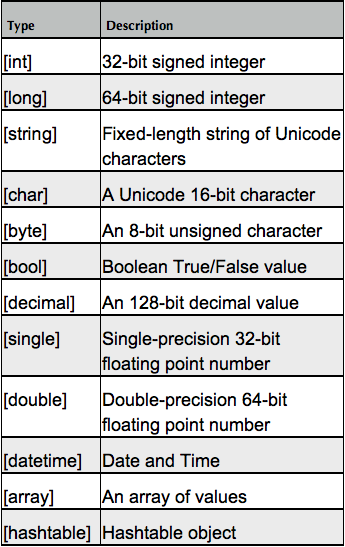 Type Description
[int] 32-bit signed integer
[long] 64-bit signed integer
[string] Fixed-length string of Unicode
characters
[char] A Unicode 16-bit character
[byte] An 8-bit unsigned character
[bool] Boolean True/False value
[decimal] An 128-bit decimal value
[single] Single-precision 32-bit
floating point number
[double] Double-precision 64-bit
floating point number
[datetime] Date and Time
[array] An array of values
[hashtable] Hashtable object